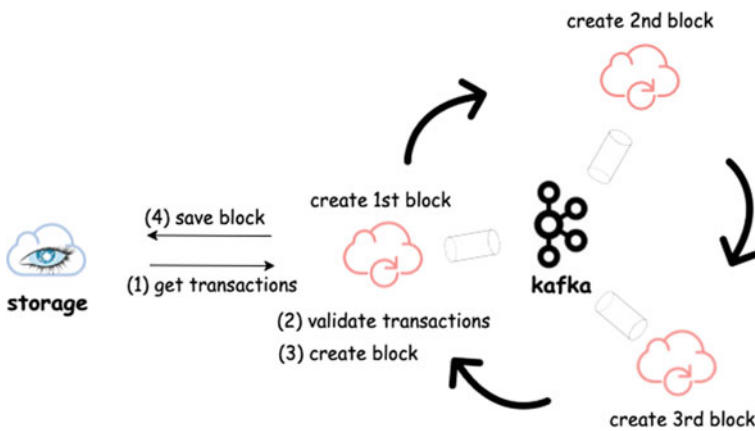 create 2nd block
create 1st block
(4) save block
(1) get transactions
storage
kafka
(2) validate transactions
(3) create block
create 3rd block